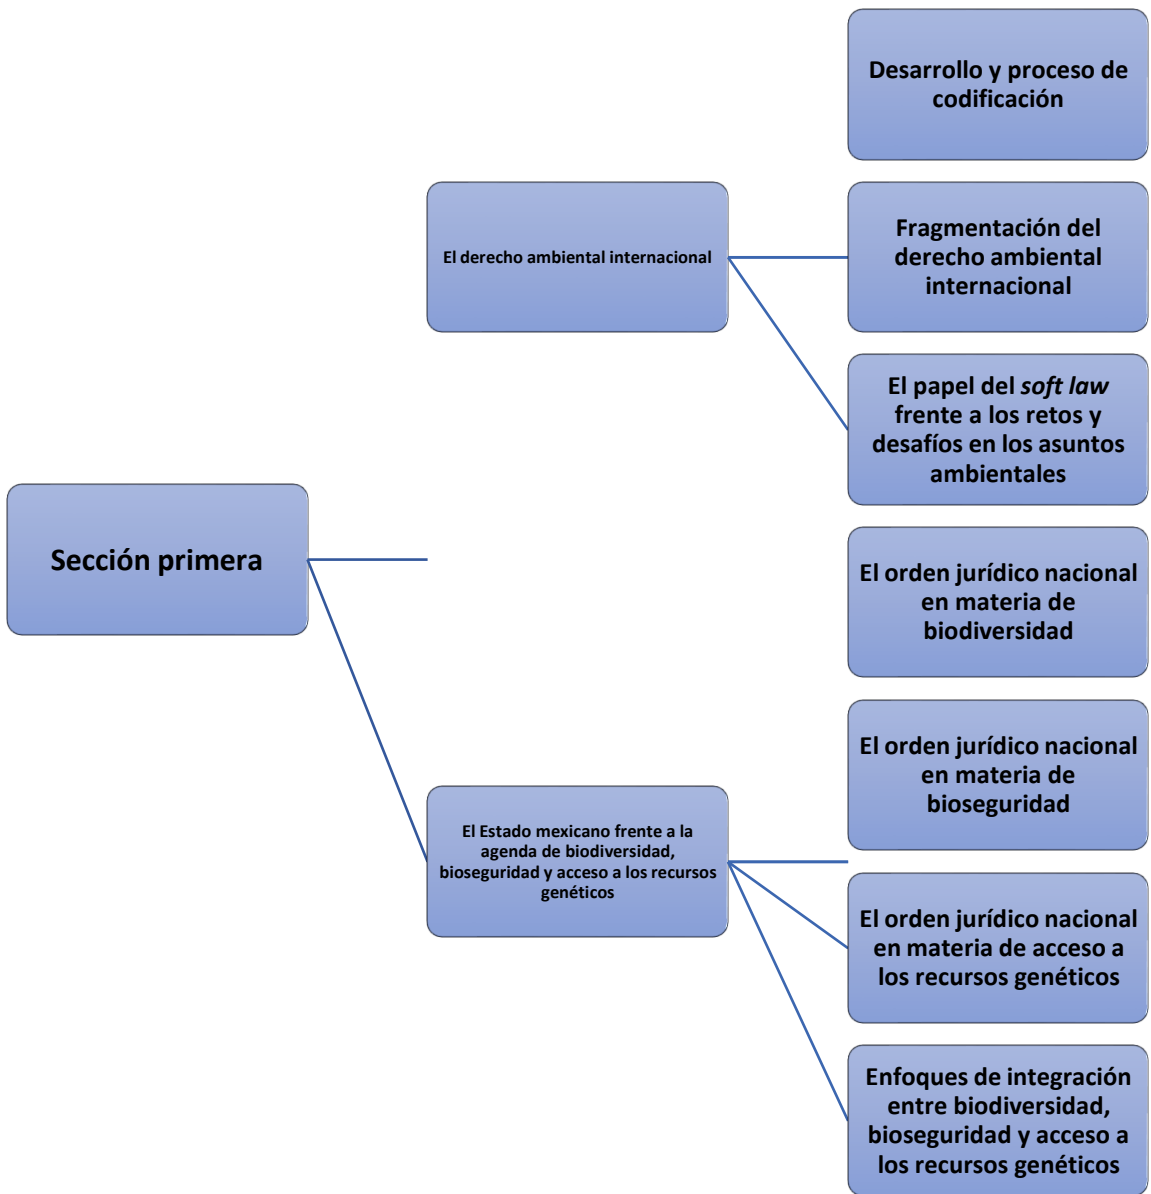 Sección primera
El derecho ambiental internacional
Desarrollo y proceso de
codificación
Fragmentación del
derecho ambiental
internacional
El papel del soft law
frente a los retos y
desafíos en los asuntos
ambientales
El Estado mexicano frente a la
agenda de biodiversidad,
bioseguridad y acceso a los recursos
genéticos
El orden jurídico nacional
en materia de
biodiversidad
El orden jurídico nacional
en materia de
bioseguridad
El orden jurídico nacional
en materia de acceso a
los recursos genéticos
Enfoques de integración
entre biodiversidad,
bioseguridad y acceso a
los recursos genéticos